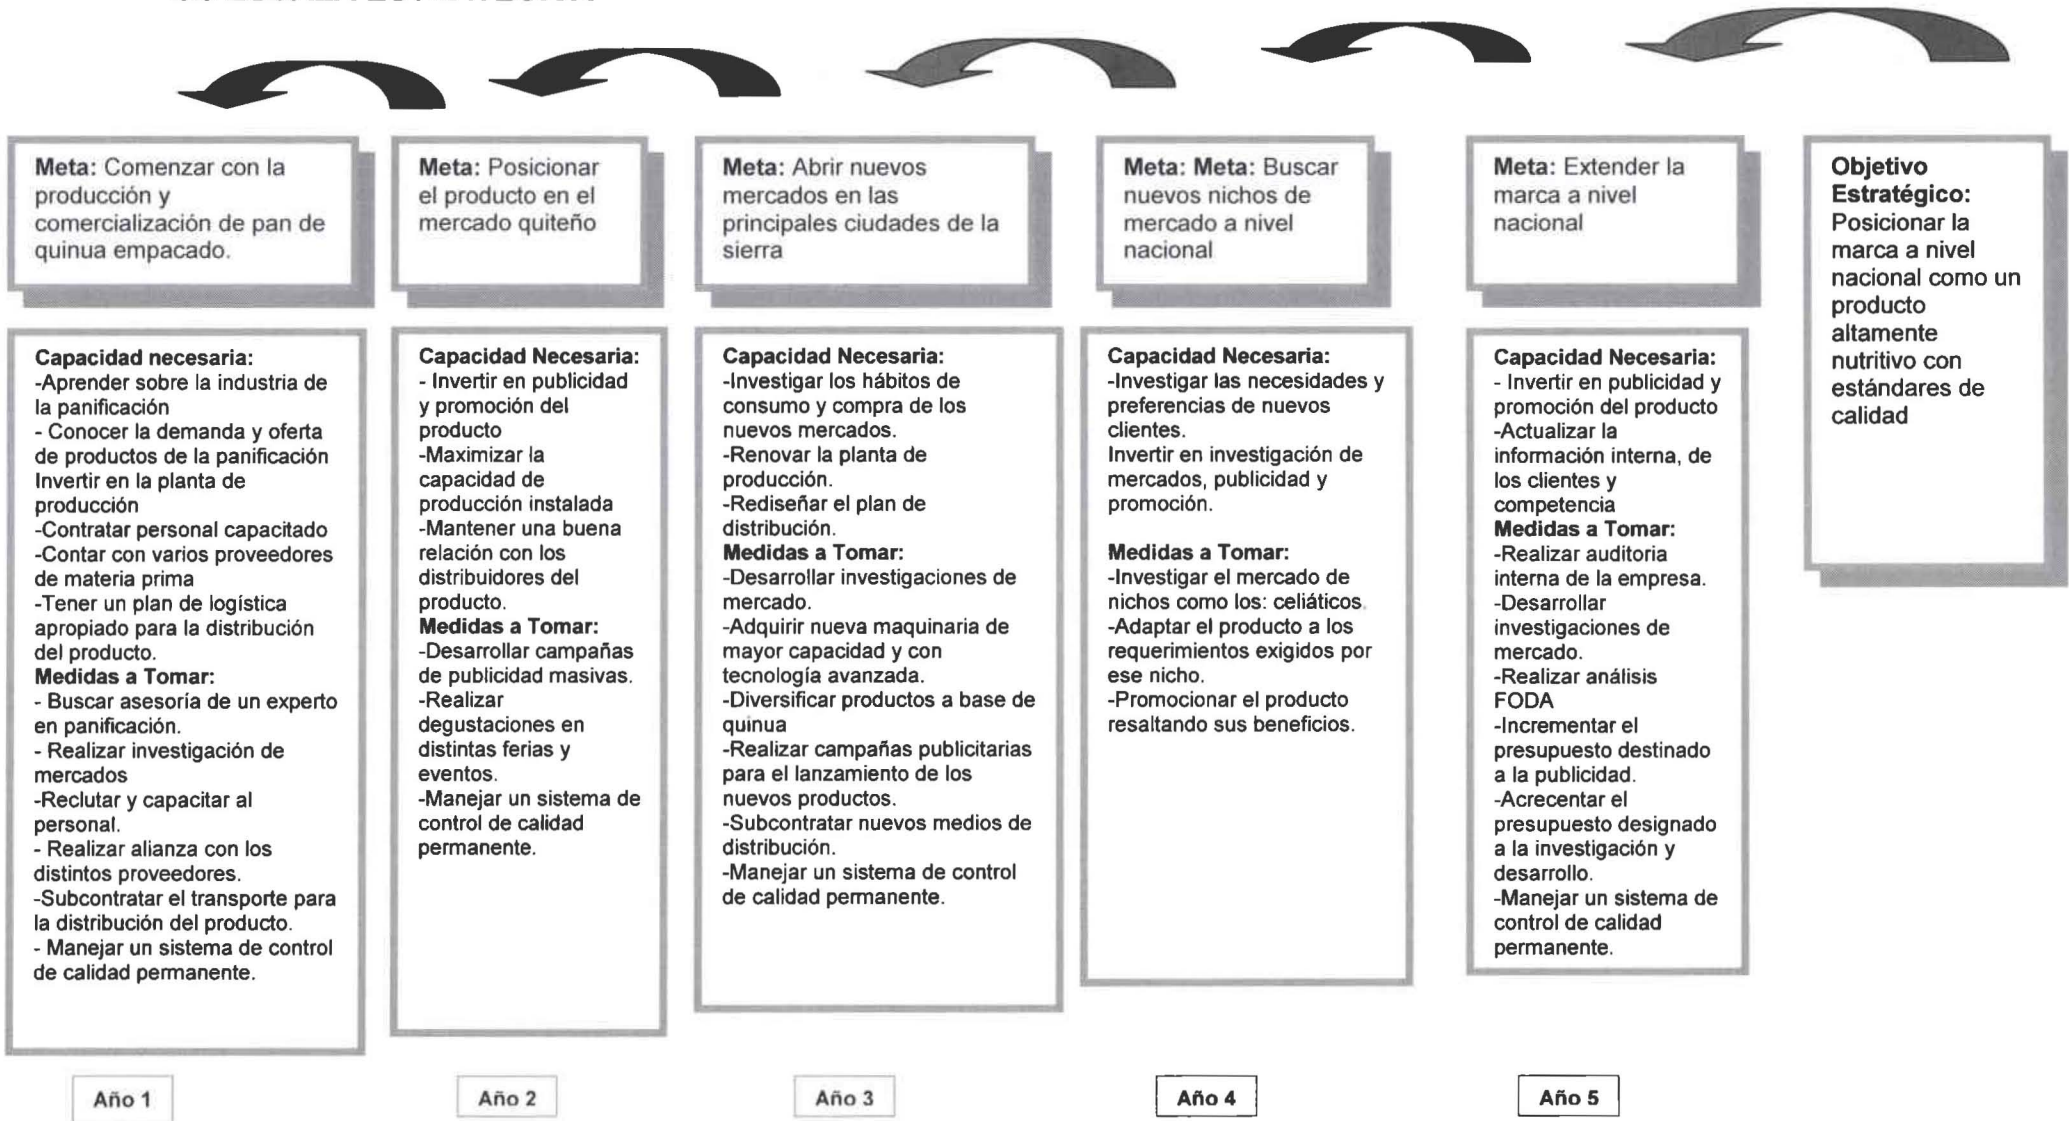 Meta: Comenzar con la
producción y
comercialización de pan de
quinua empacado.
Meta: Posicionar
el producto en el
mercado quiteño
Meta: Abrir nuevos
mercados en las
principales ciudades de la
sierra
Meta: Meta: Buscar
nuevos nichos de
mercado a nivel
nacional
Meta: Extender la
marca a nivel
nacional
Objetivo
Estratégico:
Posicionar la
marca a nivel
nacional como un
producto
altamente
nutritivo con
estándares de
calidad
Capacidad necesaria:
-Aprender sobre la industria de
la panificación
- Conocer la demanda y oferta
de productos de la panificación
Invertir en la planta de
producción
-Contratar personal capacitado
-Contar con varios proveedores
de materia prima
-Tener un plan de logística
apropiado para la distribución
del producto.
Medidas a Tomar:
- Buscar asesoría de un experto
en panificación.
- Realizar investigación de
mercados
-Reclutar y capacitar al
personal.
- Realizar alianza con los
distintos proveedores.
-Subcontratar el transporte para
la distribución del producto.
- Manejar un sistema de control
de calidad permanente.
Capacidad Necesaria:
- Invertir en publicidad
y promoción del
producto
-Maximizar la
capacidad de
producción instalada
-Mantener una buena
relación con los
distribuidores del
producto.
Medidas a Tomar:
-Desarrollar campañas
de publicidad masivas.
-Realizar
degustaciones en
distintas ferias y
eventos.
-Manejar un sistema de
control de calidad
permanente.
Capacidad Necesaria:
-Investigar los hábitos de
consumo y compra de los
nuevos mercados.
-Renovar la planta de
producción.
-Rediseñar el plan de
distribución.
Medidas a Tomar:
-Desarrollar investigaciones de
mercado.
-Adquirir nueva maquinaria de
mayor capacidad y con
tecnología avanzada.
-Diversificar productos a base de
quinua
-Realizar campañas publicitarias
para el lanzamiento de los
nuevos productos.
-Subcontratar nuevos medios de
distribución.
-Manejar un sistema de control
de calidad permanente.
Capacidad Necesaria:
-Investigar las necesidades y
preferencias de nuevos
clientes.
Invertir en investigación de
mercados, publicidad y
promoción.
Medidas a Tomar:
-Investigar el mercado de
nichos como los: celiáticos.
-Adaptar el producto a los
requerimientos exigidos por
ese nicho.
-Promocionar el producto
resaltando sus beneficios.
Capacidad Necesaria:
- Invertir en publicidad y
promoción del producto
-Actualizar la
información interna, de
los clientes y
competencia
Medidas a Tomar:
-Realizar auditoria
interna de la empresa.
-Desarrollar
investigaciones de
mercado.
-Realizar análisis
FODA
-Incrementar el
presupuesto destinado
a la publicidad.
-Acrecentar el
presupuesto designado
a la investigación y
desarrollo.
-Manejar un sistema de
control de calidad
permanente.
Año 1
Año 2
Año 3
Año 4
Año 5